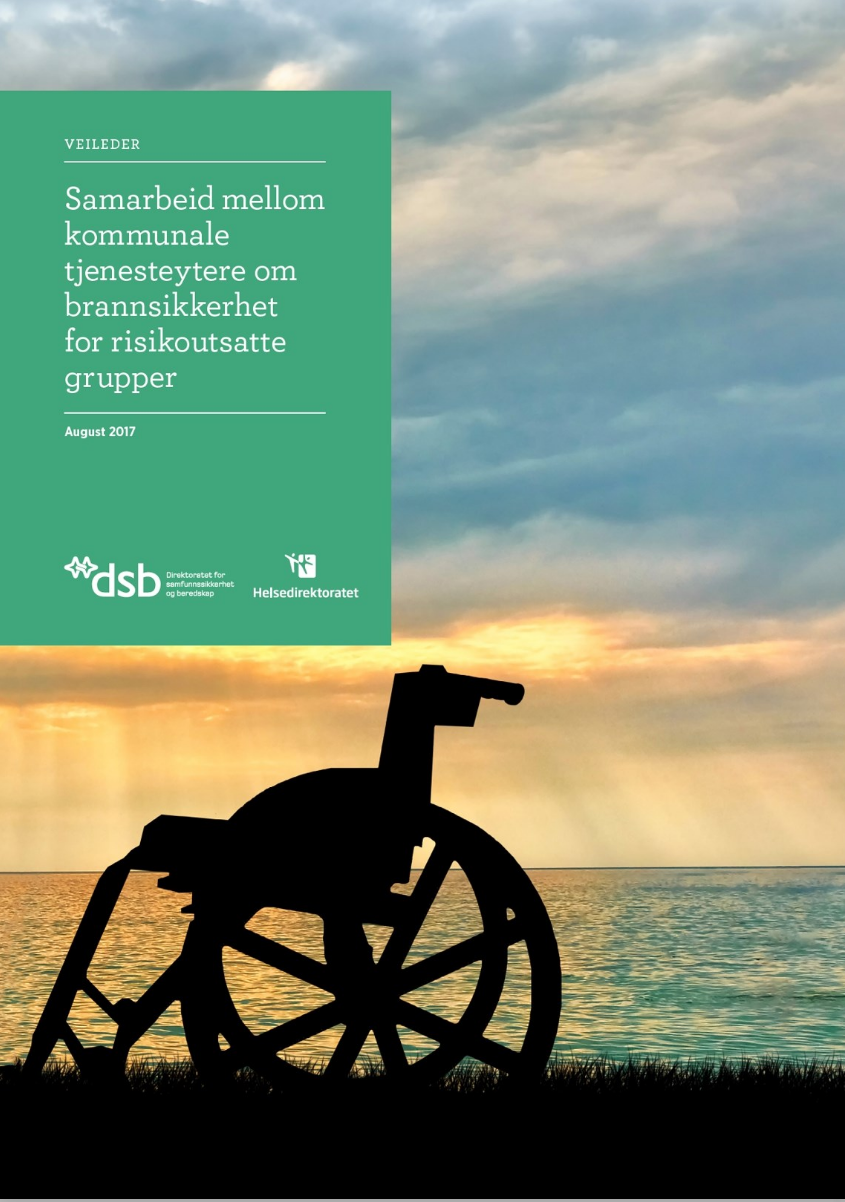 VEILEDER
Samarbeid mellom
kommunale
tjenesteytere om
brannsikkerhet
for risikoutsatte
grupper
August 2017
dsb
Direktoratet for
samfunnssikkerhet
og beredskap
Helsedirektoratet